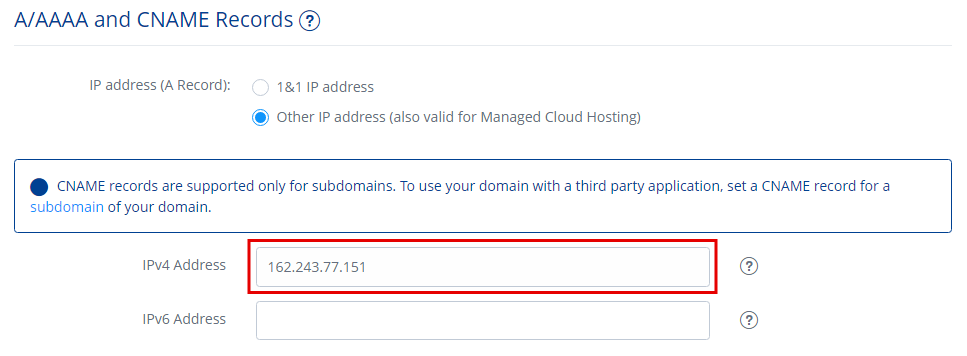 A/AAAA and CNAME Records ?
IP address (A Record):
1&1 IP address
Other IP address (also valid for Managed Cloud Hosting)
CNAME records are supported only for subdomains. To use your domain with a third party application, set a CNAME record for a
subdomain of your domain.
IPv4 Address 162.243.77.151 ?
IPv6 Address ?